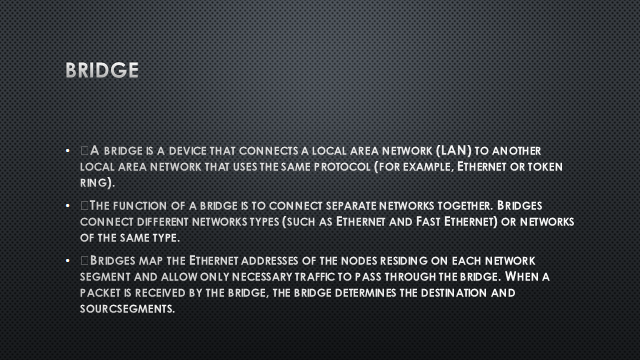 BRIDGE
• □A BRIDGE IS A DEVICE THAT CONNECTS A LOCAL AREA NETWORK (LAN) TO ANOTHER
LOCAL AREA NETWORK THAT USES THE SAME PROTOCOL (FOR EXAMPLE, ETHERNET OR TOKEN
RING).
• □THE FUNCTION OF A BRIDGE IS TO CONNECT SEPARATE NETWORKS TOGETHER. BRIDGES
CONNECT DIFFERENT NETWORKS TYPES (SUCH AS ETHERNET AND FAST ETHERNET) OR NETWORKS
OF THE SAME TYPE.
• □BRIDGES MAP THE ETHERNET ADDRESSES OF THE NODES RESIDING ON EACH NETWORK
SEGMENT AND ALLOW ONLY NECESSARY TRAFFIC TO PASS THROUGH THE BRIDGE. WHEN A
PACKET IS RECEIVED BY THE BRIDGE, THE BRIDGE DETERMINES THE DESTINATION AND
SOURCSEGMENTS.